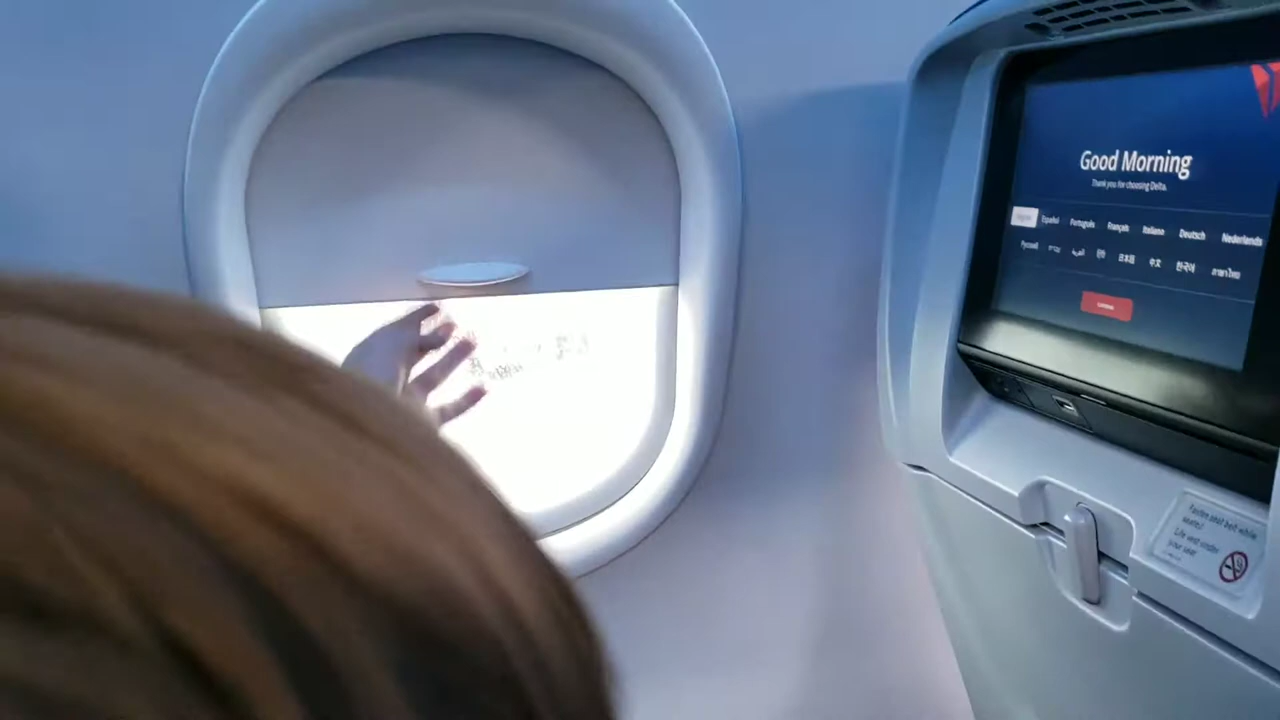 Good Morning
Thank you for choosing Delta.
English Español Português Français Italiano Deutsch Nederlands
Русский עברית العربية हिंदी 日本語 中文 한국어 ภาษาไทย
Fasten seat belt while
seated
Life vest under
your seat